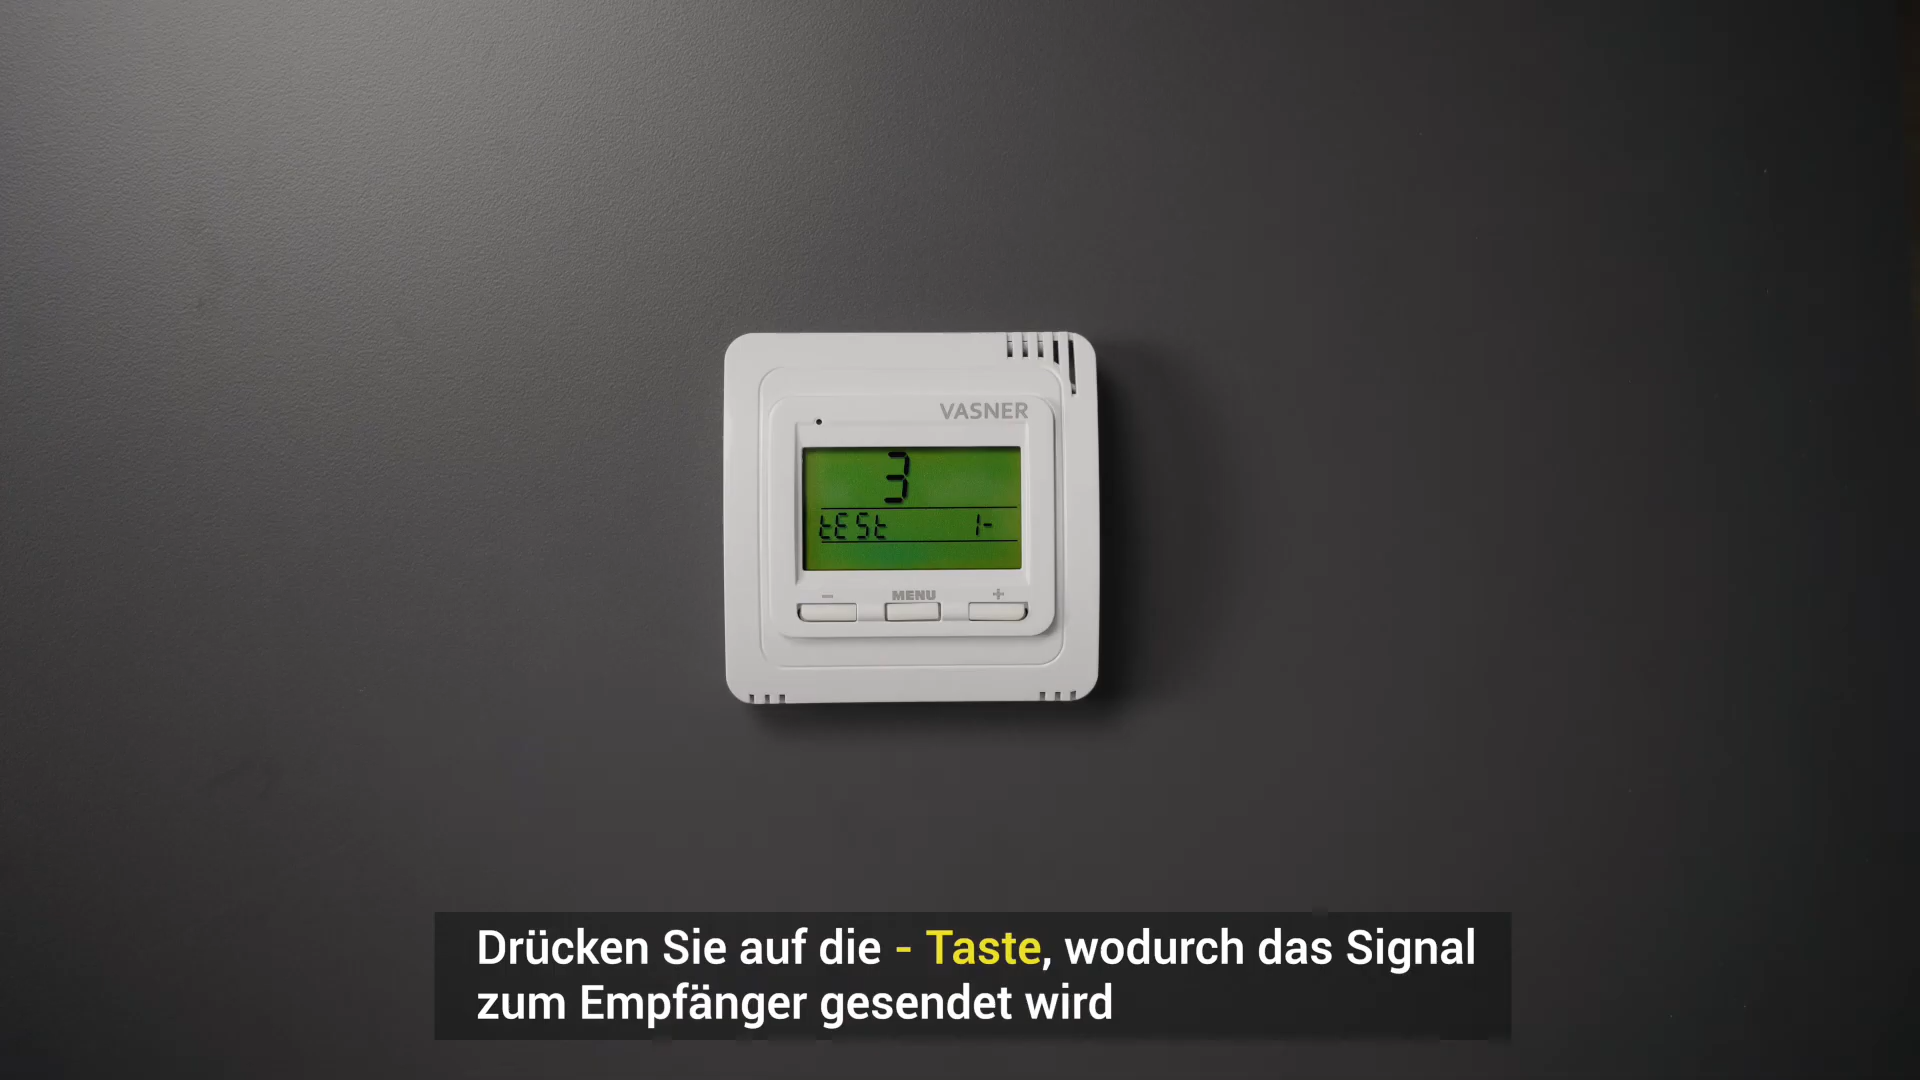 VASNER
3
tESt 1-
- MENU +
Drücken Sie auf die - Taste, wodurch das Signal
zum Empfänger gesendet wird